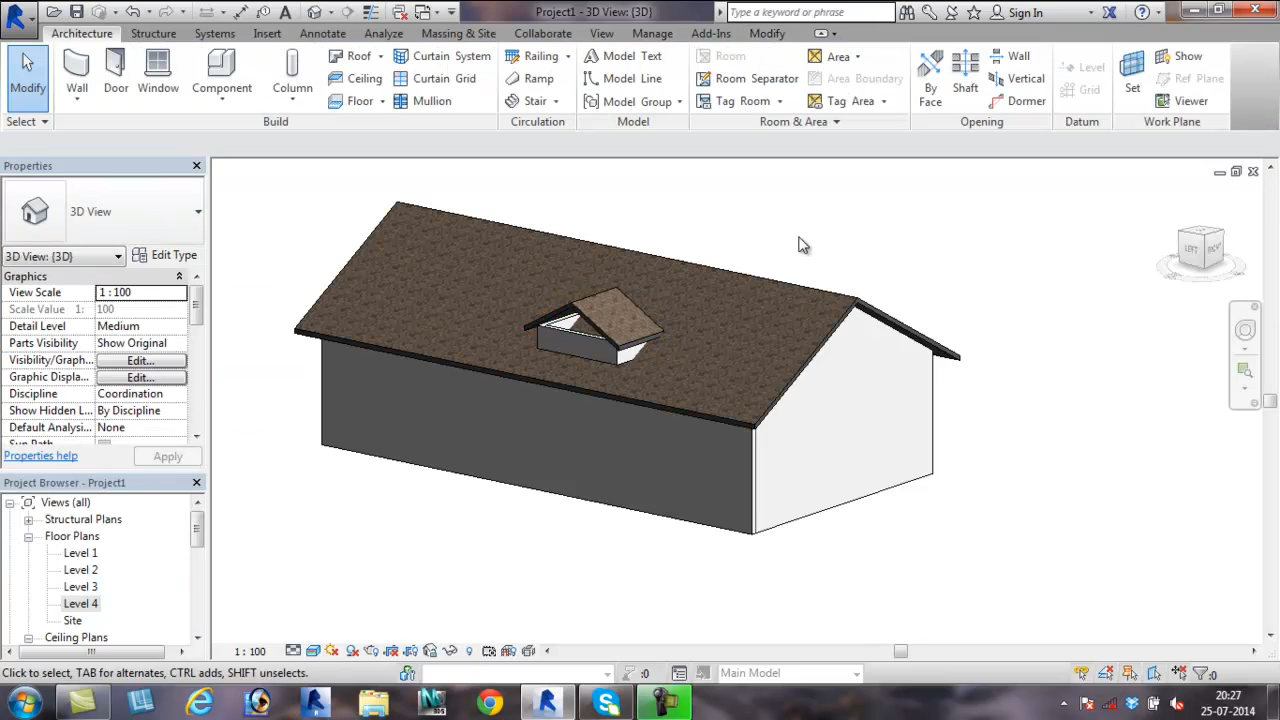 Project1 - 3D View: {3D}
Type a keyword or phrase
Sign In
Architecture Structure Systems Insert Annotate Analyze Massing & Site Collaborate View Manage Add-Ins Modify
Modify
Wall
Door
Window
Component
Column
Roof
Ceiling
Floor
Curtain System
Curtain Grid
Mullion
Railing
Ramp
Stair
Model Text
Model Line
Model Group
Room
Room Separator
Tag Room
Area
Area Boundary
Tag Area
By Face
Shaft
Wall
Vertical
Dormer
Level
Grid
Set
Show
Ref Plane
Viewer
Select
Build
Circulation
Model
Room & Area
Opening
Datum
Work Plane
Properties
3D View
3D View: {3D}
Edit Type
Graphics
View Scale 1 : 100
Scale Value 1: 100
Detail Level Medium
Parts Visibility Show Original
Visibility/Graph... Edit...
Graphic Displa... Edit...
Discipline Coordination
Show Hidden L... By Discipline
Default Analysi... None
Sun Path
Properties help
Apply
Project Browser - Project1
Views (all)
Structural Plans
Floor Plans
Level 1
Level 2
Level 3
Level 4
Site
Ceiling Plans
LEFT
1 : 100
Click to select, TAB for alternates, CTRL adds, SHIFT unselects.
:0
Main Model
:0
20:27
25-07-2014